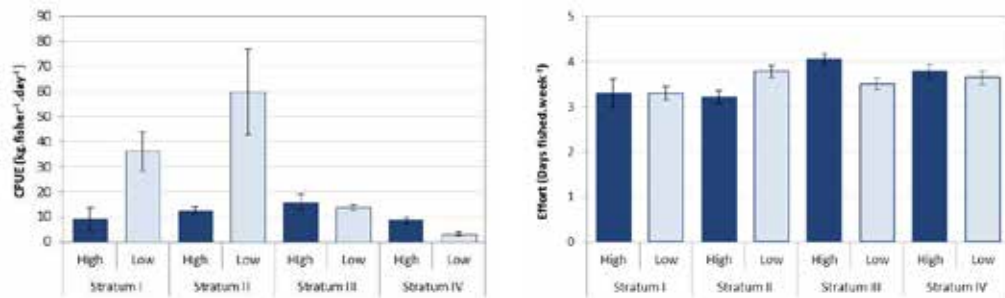 90
80
70
60
50
40
30
20
10
0
CPUE (kg.fisher⁻¹.day⁻¹)
High Low High Low High Low High Low
Stratum I Stratum II Stratum III Stratum IV
5
4
3
2
1
0
Effort (Days fished.week⁻¹)
High Low High Low High Low High Low
Stratum I Stratum II Stratum III Stratum IV